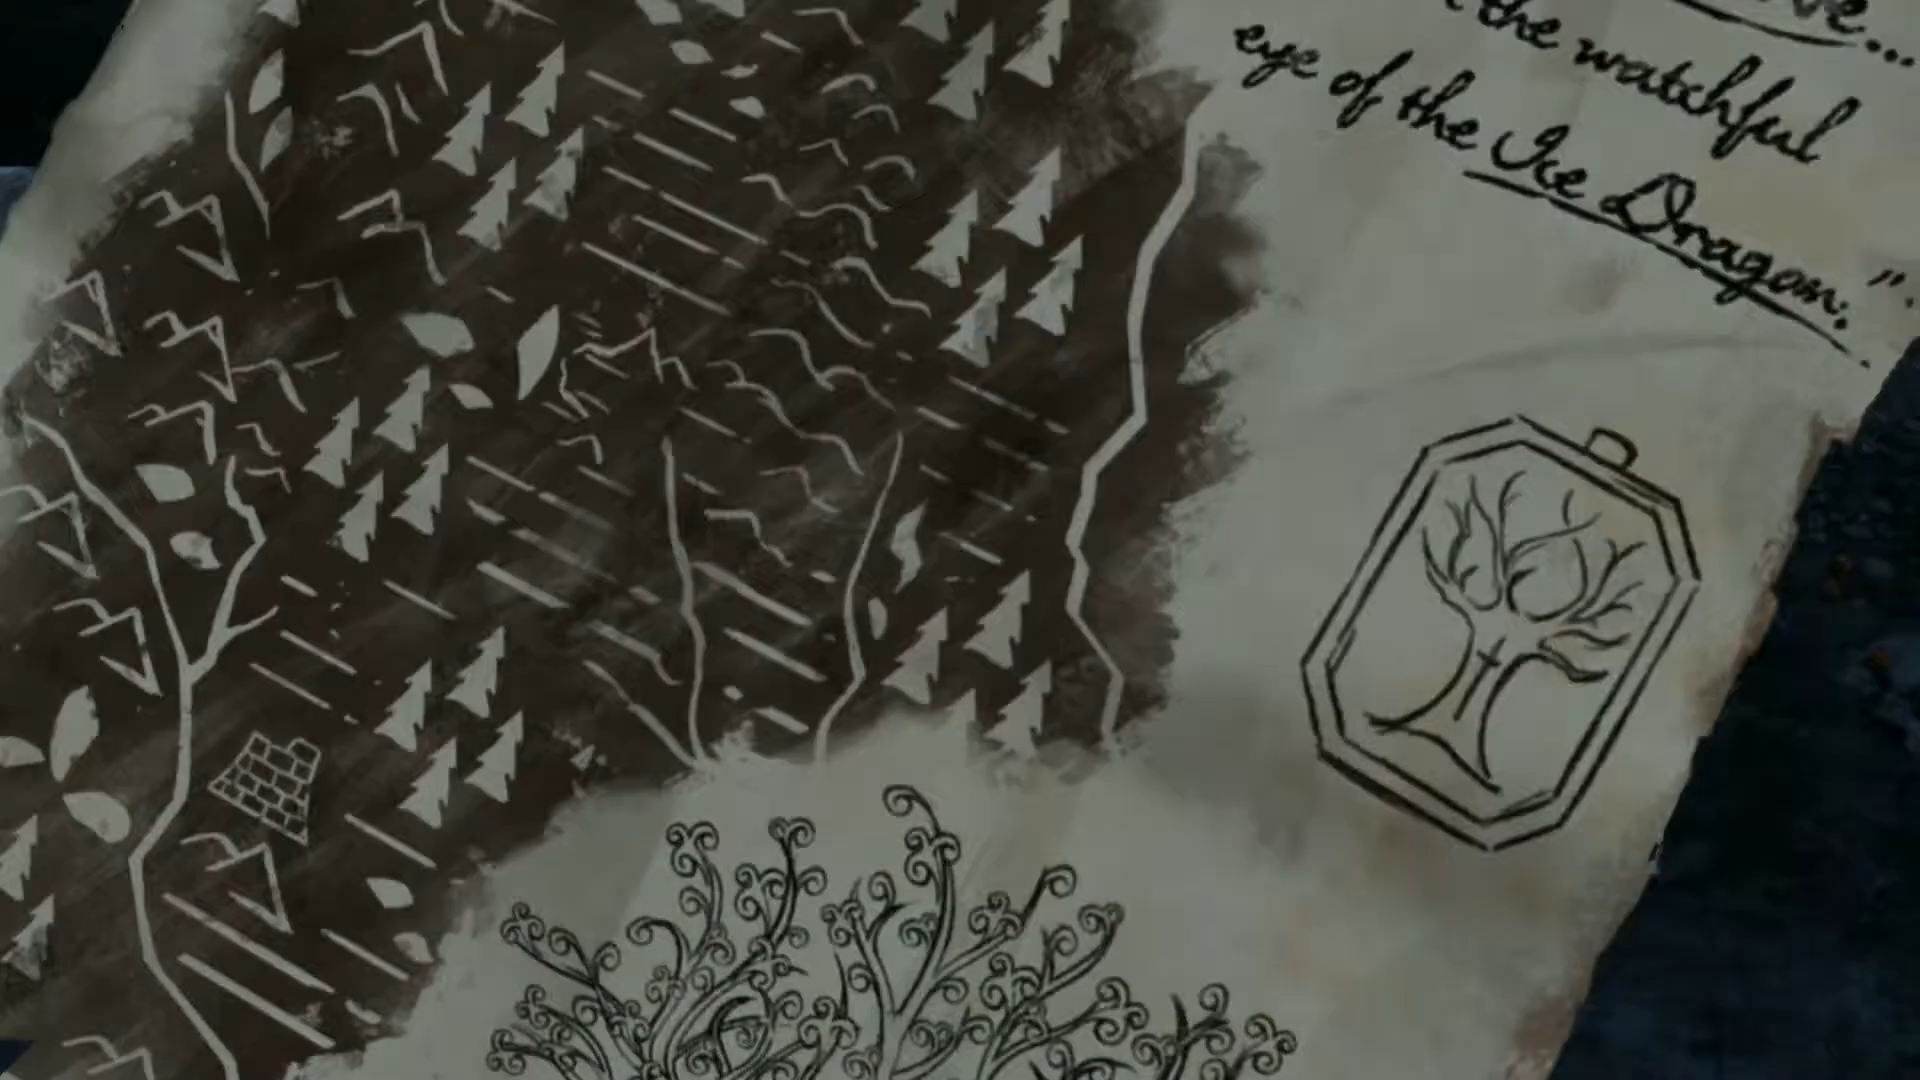 the watchful
eye of the Ice Dragon."